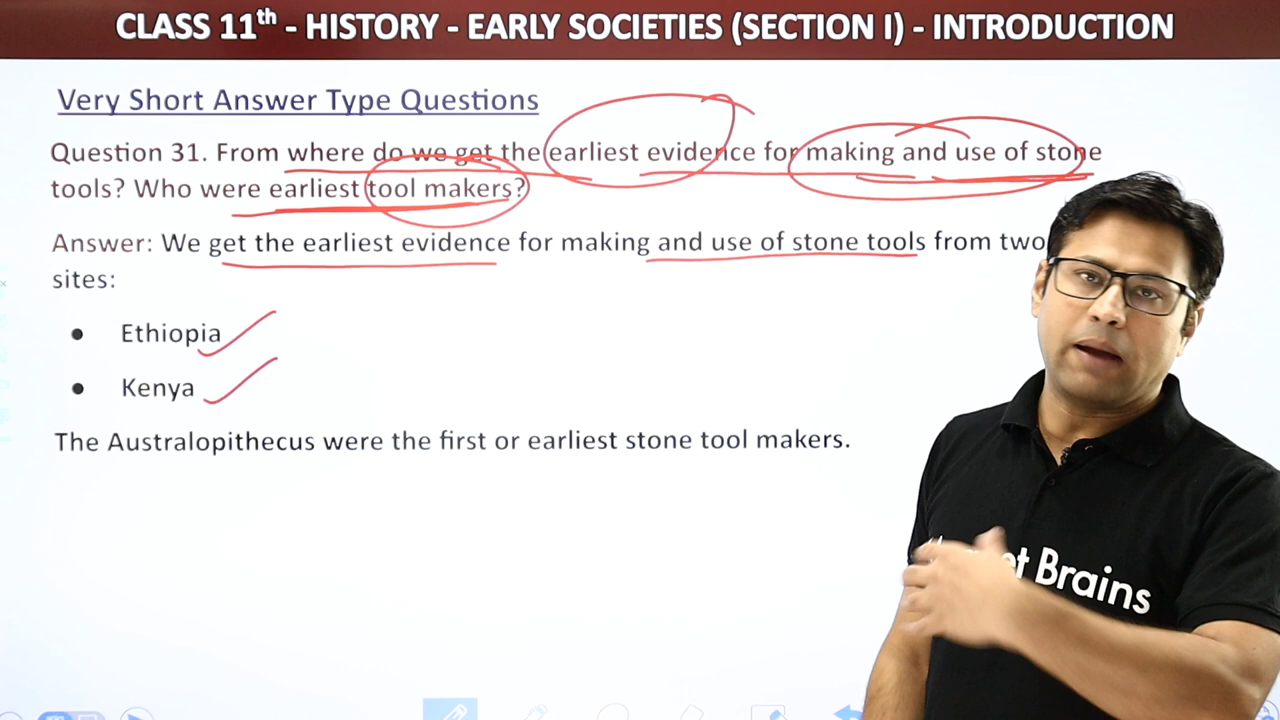 CLASS 11th - HISTORY - EARLY SOCIETIES (SECTION I) - INTRODUCTION
Very Short Answer Type Questions
Question 31. From where do we get the earliest evidence for making and use of stone
tools? Who were earliest tool makers?
Answer: We get the earliest evidence for making and use of stone tools from two
sites:
• Ethiopia
• Kenya
The Australopithecus were the first or earliest stone tool makers.
Brains